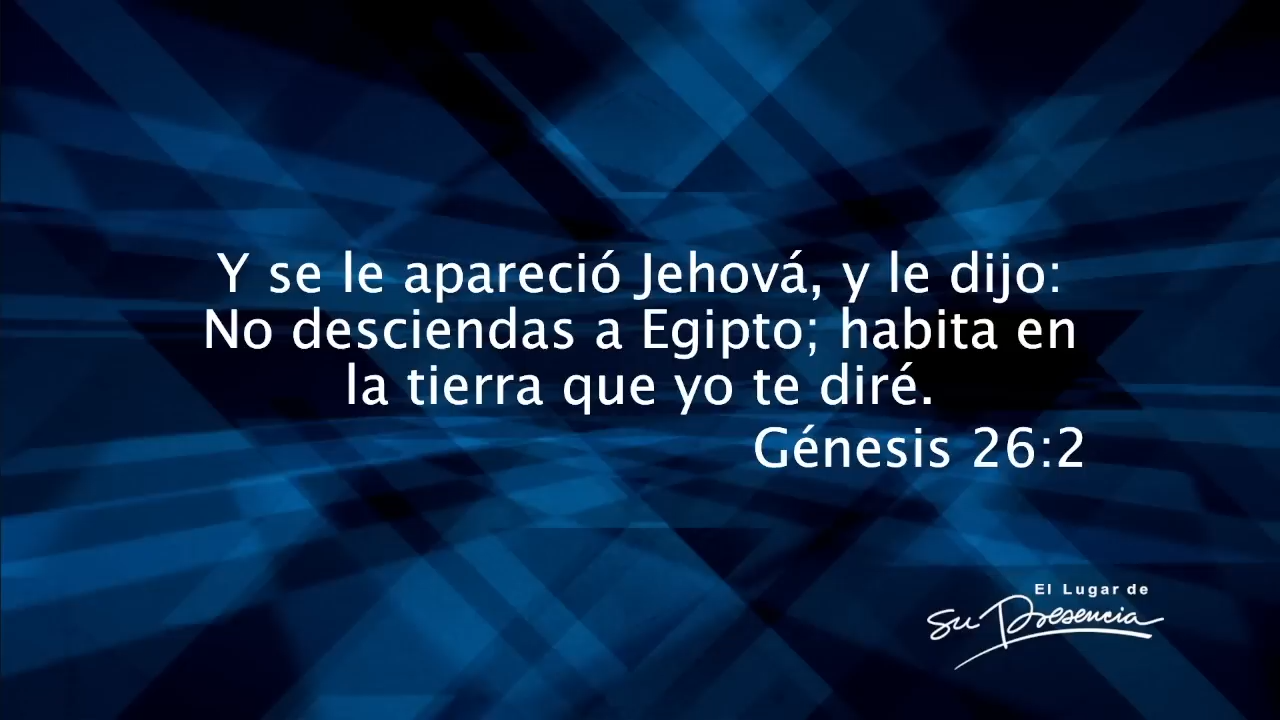 Y se le apareció Jehová, y le dijo:
No desciendas a Egipto; habita en
la tierra que yo te diré.
Génesis 26:2
El Lugar de
Su Presencia